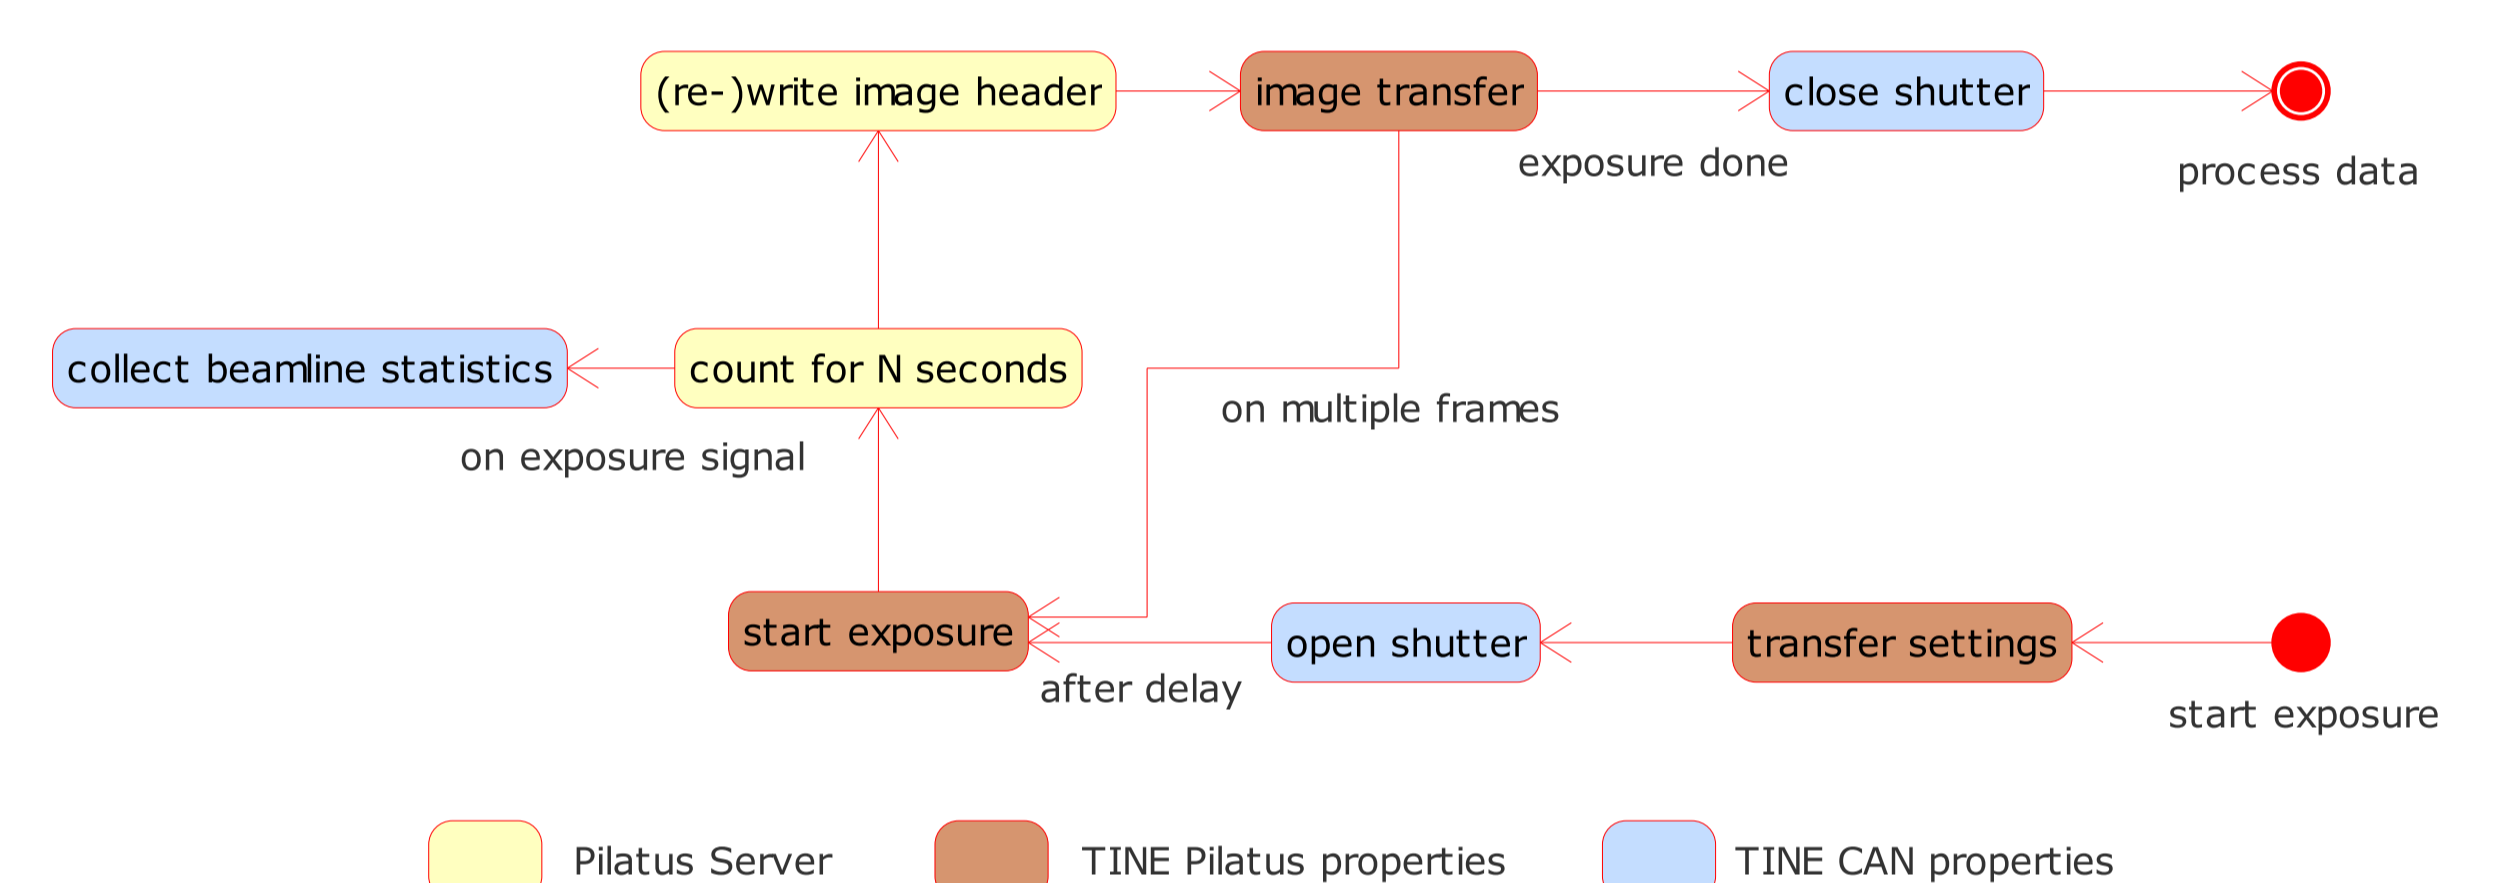 (re-)write image header
image transfer
close shutter
exposure done
process data
collect beamline statistics
count for N seconds
on multiple frames
on exposure signal
start exposure
open shutter
transfer settings
after delay
start exposure
Pilatus Server
TINE Pilatus properties
TINE CAN properties